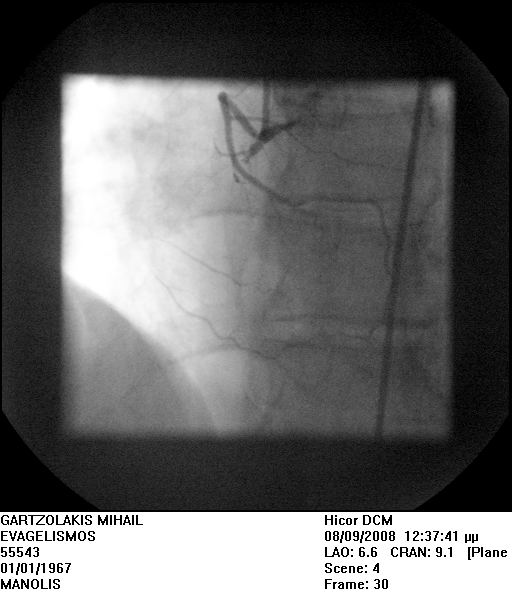 GARTZOLAKIS MIHAIL
EVAGELISMOS
55543
01/01/1967
MANOLIS
Hicor DCM
08/09/2008 12:37:41 μμ
LAO: 6.6 CRAN: 9.1 [Plane
Scene: 4
Frame: 30